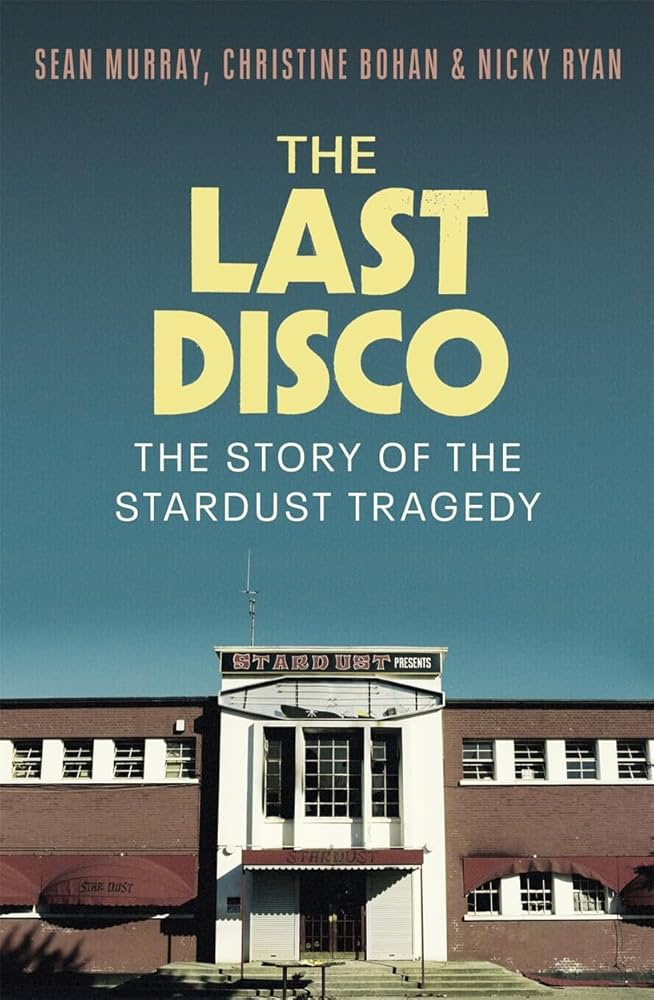 SEAN MURRAY, CHRISTINE BOHAN & NICKY RYAN
THE
LAST
DISCO
THE STORY OF THE
STARDUST TRAGEDY
STARDUST PRESENTS
STARDUST
STAR DUST